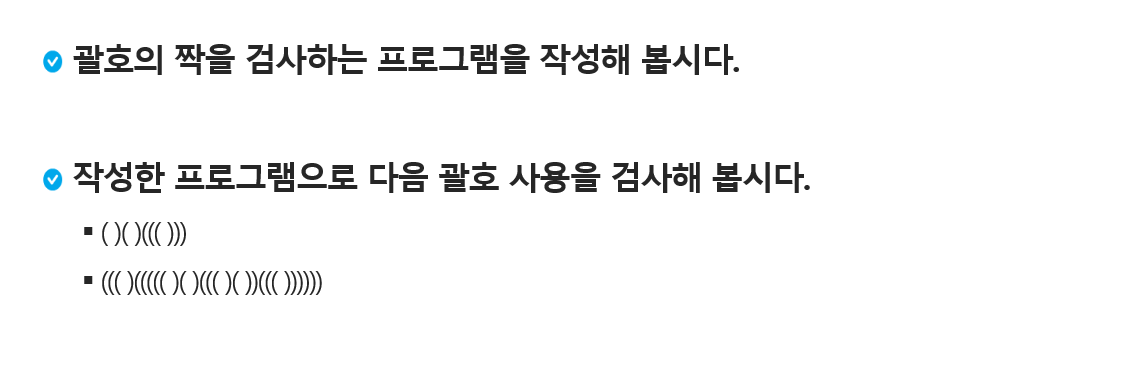 괄호의 짝을 검사하는 프로그램을 작성해 봅시다.
작성한 프로그램으로 다음 괄호 사용을 검사해 봅시다.
( )( )((( )))
((( )((((( )( )((( )( ))((( ))))))